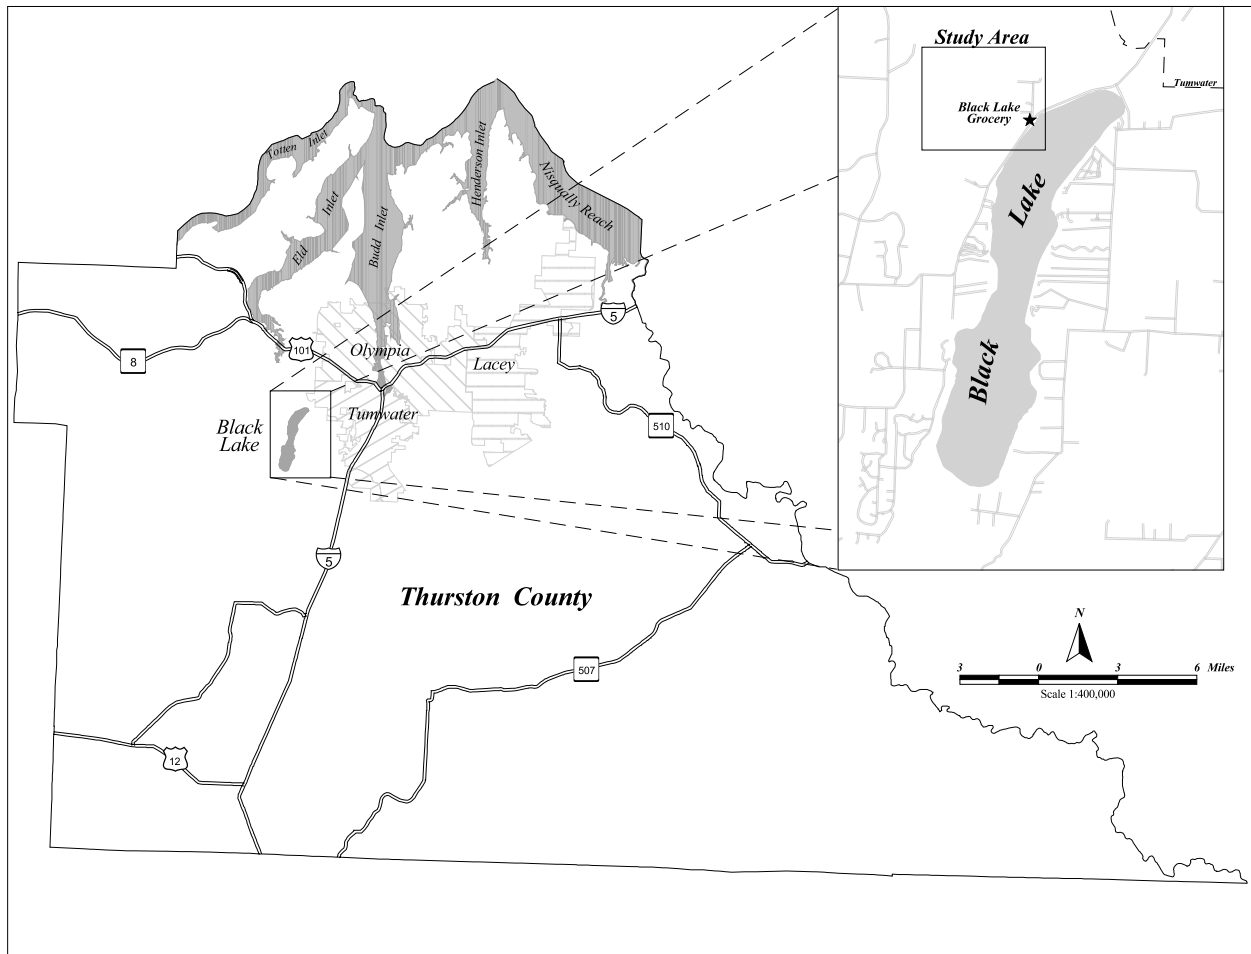 Study Area
Tumwater
Black Lake
Grocery
Lake
Black
Totten Inlet
Eld Inlet
Budd Inlet
Henderson Inlet
Nisqually Reach
5
101
8
Olympia
Lacey
Tumwater
Black
Lake
510
5
Thurston County
507
12
N
3 0 3 6 Miles
Scale 1:400,000